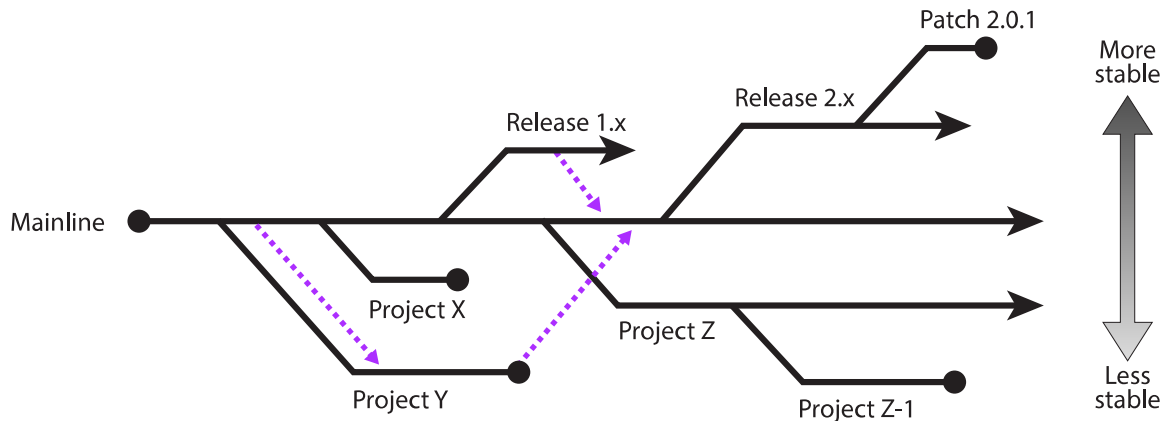 Patch 2.0.1
More
stable
Release 2.x
Release 1.x
Mainline
Project X
Project Z
Project Y
Project Z-1
Less
stable